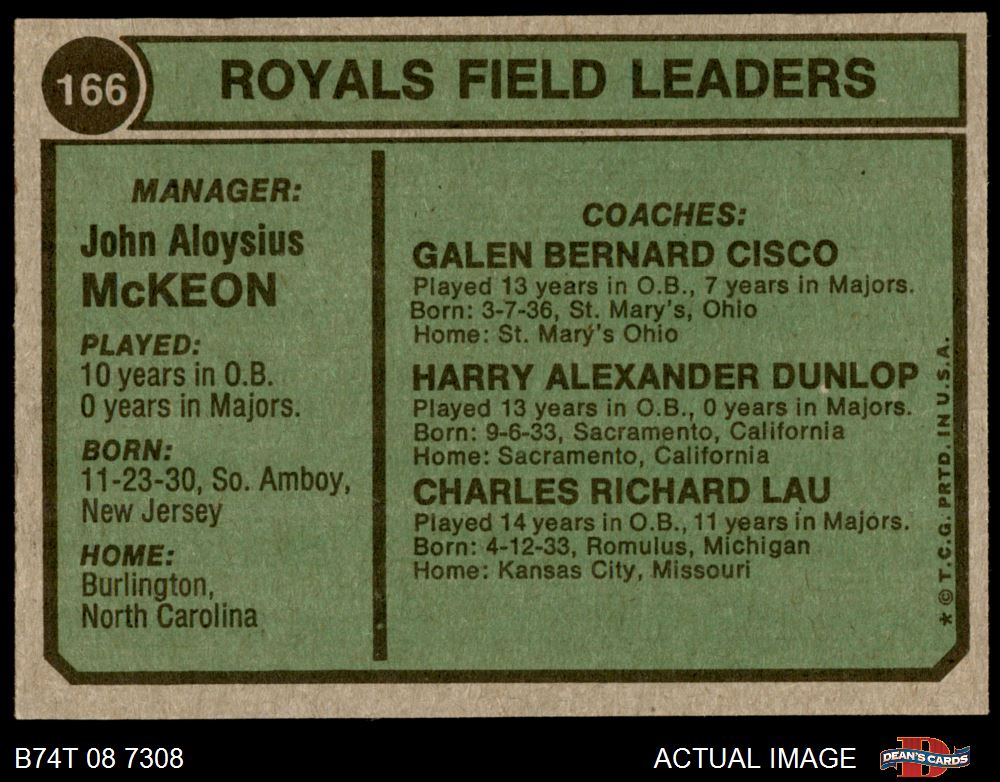 166
ROYALS FIELD LEADERS
MANAGER:
John Aloysius
McKEON
PLAYED:
10 years in O.B.
0 years in Majors.
BORN:
11-23-30, So. Amboy,
New Jersey
HOME:
Burlington,
North Carolina
COACHES:
GALEN BERNARD CISCO
Played 13 years in O.B., 7 years in Majors.
Born: 3-7-36, St. Mary's, Ohio
Home: St. Mary's Ohio
HARRY ALEXANDER DUNLOP
Played 13 years in O.B., 0 years in Majors.
Born: 9-6-33, Sacramento, California
Home: Sacramento, California
CHARLES RICHARD LAU
Played 14 years in O.B., 11 years in Majors.
Born: 4-12-33, Romulus, Michigan
Home: Kansas City, Missouri
* © T.C.G. PRTD. IN U.S.A.
B74T 08 7308
ACTUAL IMAGE
DEAN'S CARDS